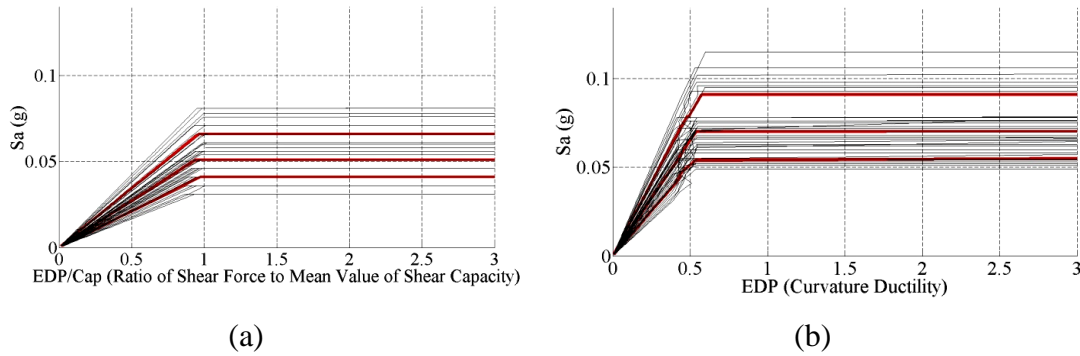 0.1
0.05
0
Sa (g)
0 0.5 1 1.5 2 2.5 3
EDP/Cap (Ratio of Shear Force to Mean Value of Shear Capacity)
(a)
0.1
0.05
0
Sa (g)
0 0.5 1 1.5 2 2.5 3
EDP (Curvature Ductility)
(b)